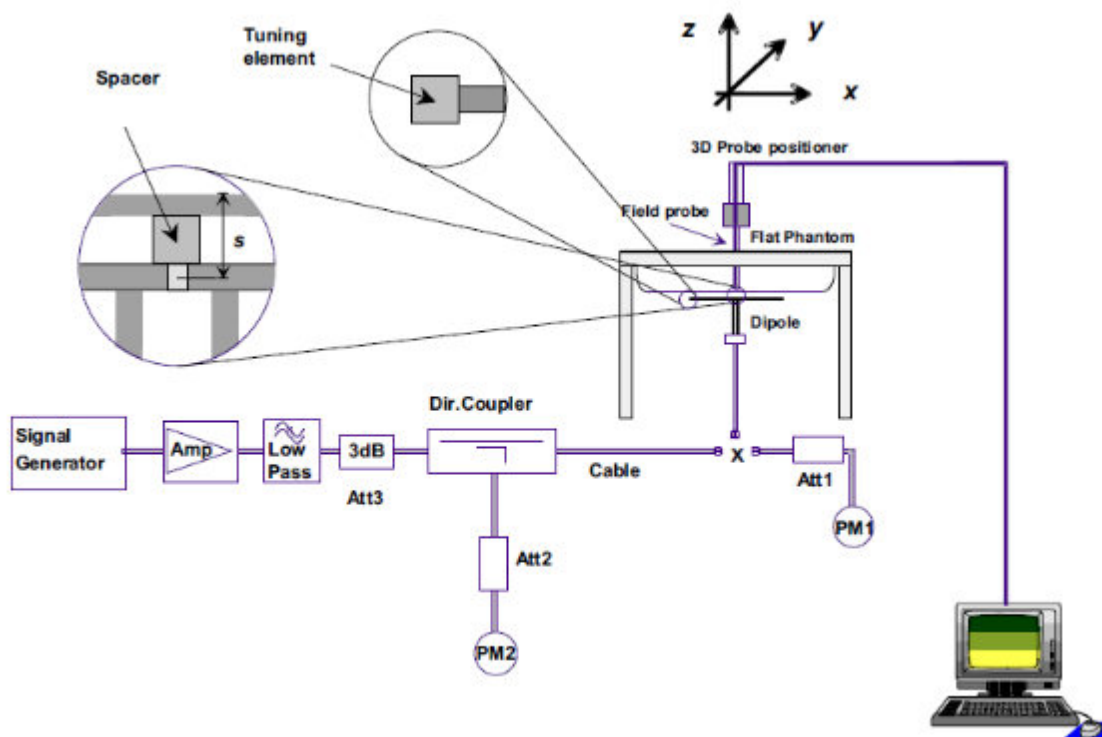 Tuning
element
Spacer
s
z
y
x
3D Probe positioner
Field probe
Flat Phantom
Dipole
Dir.Coupler
Signal
Generator
Amp
Low
Pass
3dB
Att3
Cable
X
Att1
PM1
Att2
PM2